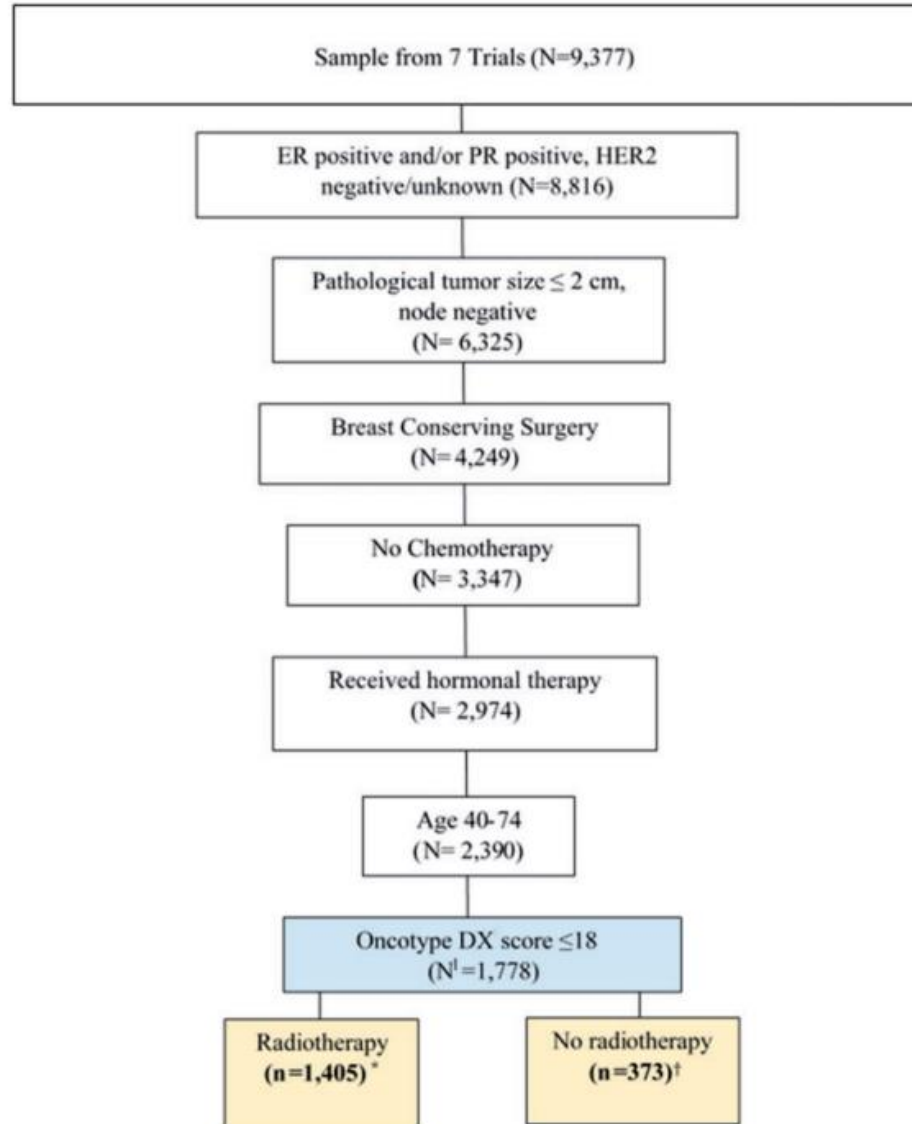 Sample from 7 Trials (N=9,377)
ER positive and/or PR positive, HER2
negative/unknown (N=8,816)
Pathological tumor size ≤ 2 cm,
node negative
(N= 6,325)
Breast Conserving Surgery
(N= 4,249)
No Chemotherapy
(N= 3,347)
Received hormonal therapy
(N= 2,974)
Age 40-74
(N= 2,390)
Oncotype DX score ≤18
(N¹=1,778)
Radiotherapy
(n=1,405)*
No radiotherapy
(n=373)†